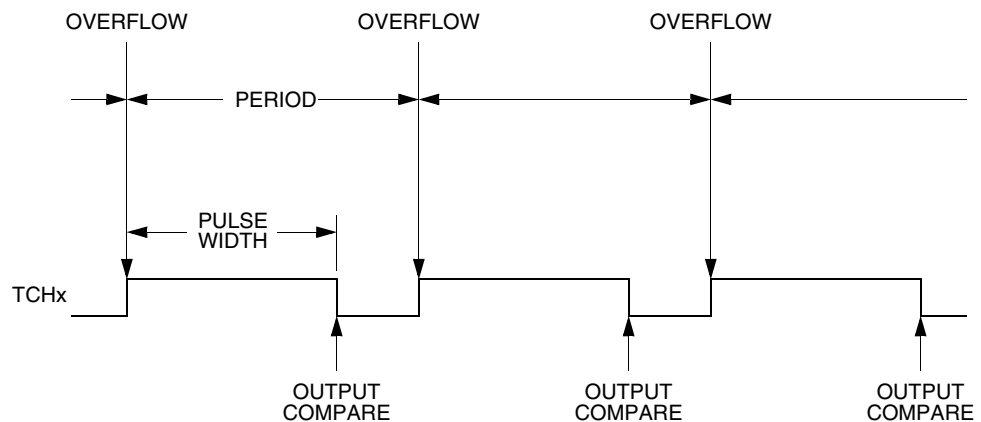 OVERFLOW OVERFLOW OVERFLOW
PERIOD
PULSE
WIDTH
TCHx
OUTPUT
COMPARE
OUTPUT
COMPARE
OUTPUT
COMPARE